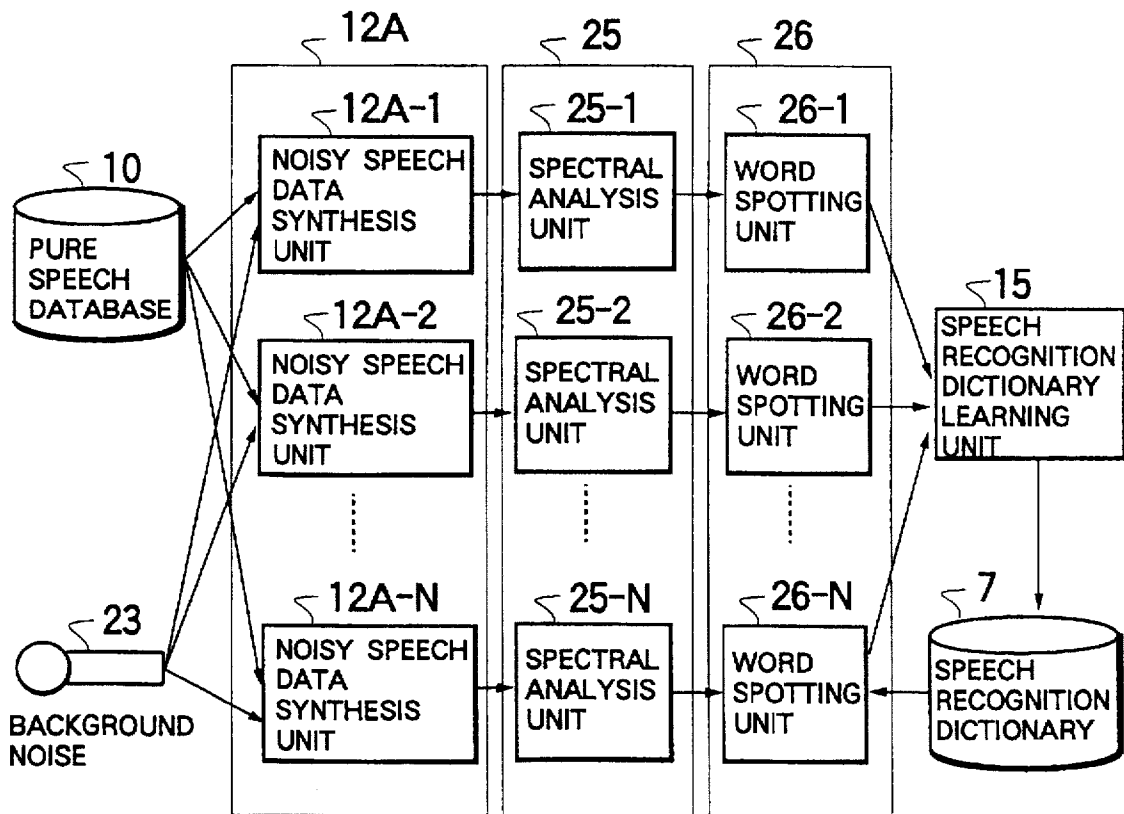 12A
25
26
12A-1
25-1
26-1
10
NOISY SPEECH
DATA
SYNTHESIS
UNIT
SPECTRAL
ANALYSIS
UNIT
WORD
SPOTTING
UNIT
PURE
SPEECH
DATABASE
12A-2
25-2
26-2
15
NOISY SPEECH
DATA
SYNTHESIS
UNIT
SPECTRAL
ANALYSIS
UNIT
WORD
SPOTTING
UNIT
SPEECH
RECOGNITION
DICTIONARY
LEARNING
UNIT
12A-N
25-N
26-N
7
23
NOISY SPEECH
DATA
SYNTHESIS
UNIT
SPECTRAL
ANALYSIS
UNIT
WORD
SPOTTING
UNIT
SPEECH
RECOGNITION
DICTIONARY
BACKGROUND
NOISE